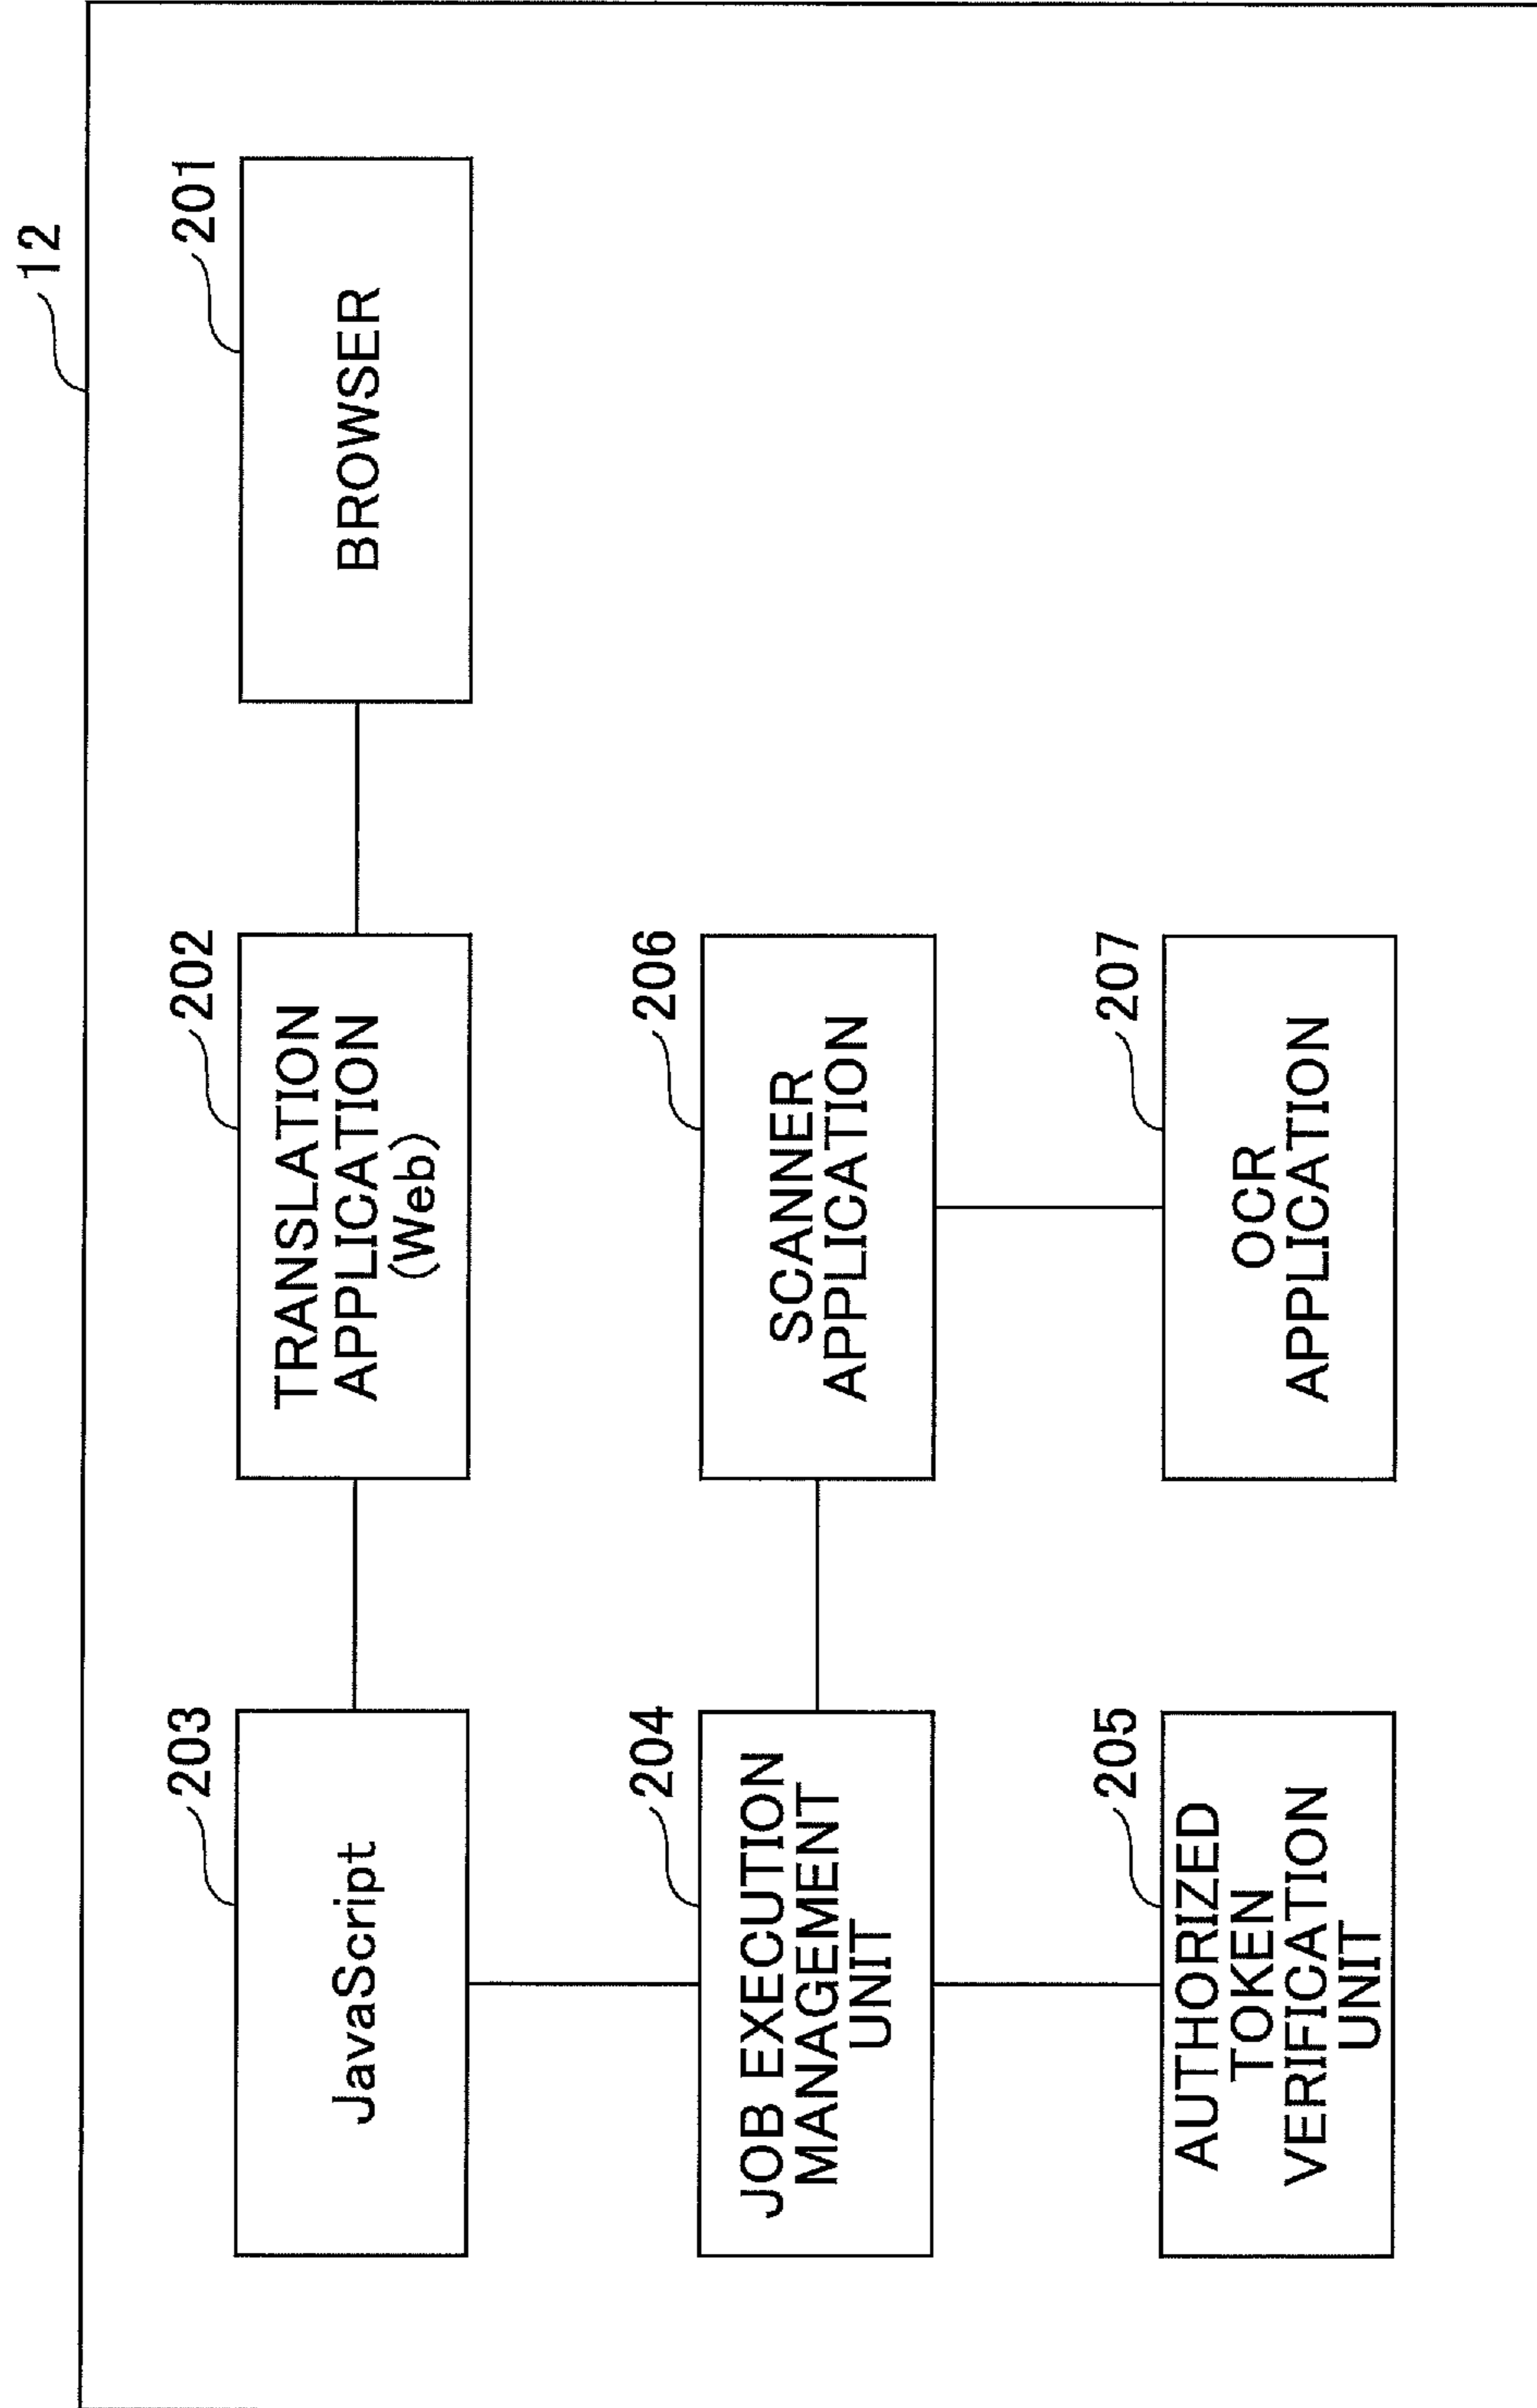 12
203
JavaScript
202
TRANSLATION
APPLICATION
(Web)
201
BROWSER
204
JOB EXECUTION
MANAGEMENT
UNIT
206
SCANNER
APPLICATION
205
AUTHORIZED
TOKEN
VERIFICATION
UNIT
207
OCR
APPLICATION